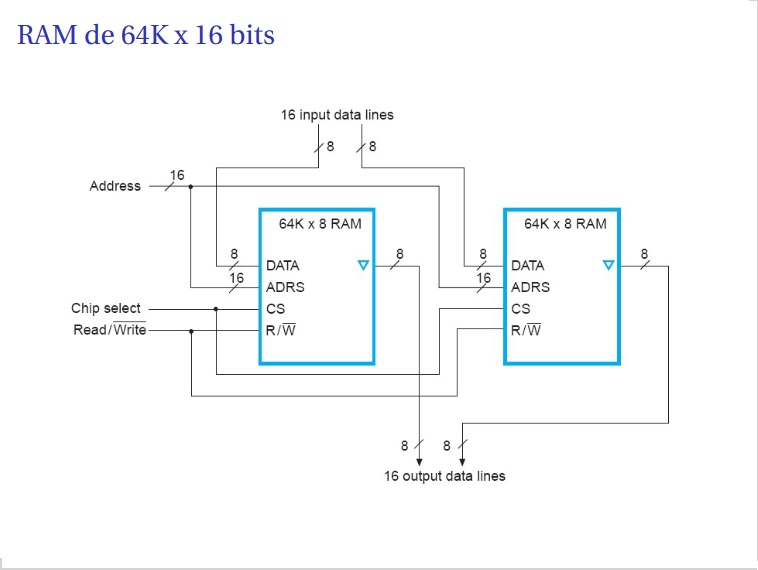 RAM de 64K x 16 bits
16 input data lines
8 8
Address 16
64K x 8 RAM 64K x 8 RAM
8 DATA 8 8 DATA 8
16 ADRS 16 ADRS
Chip select CS CS
Read/Write R/W R/W
8 8
16 output data lines